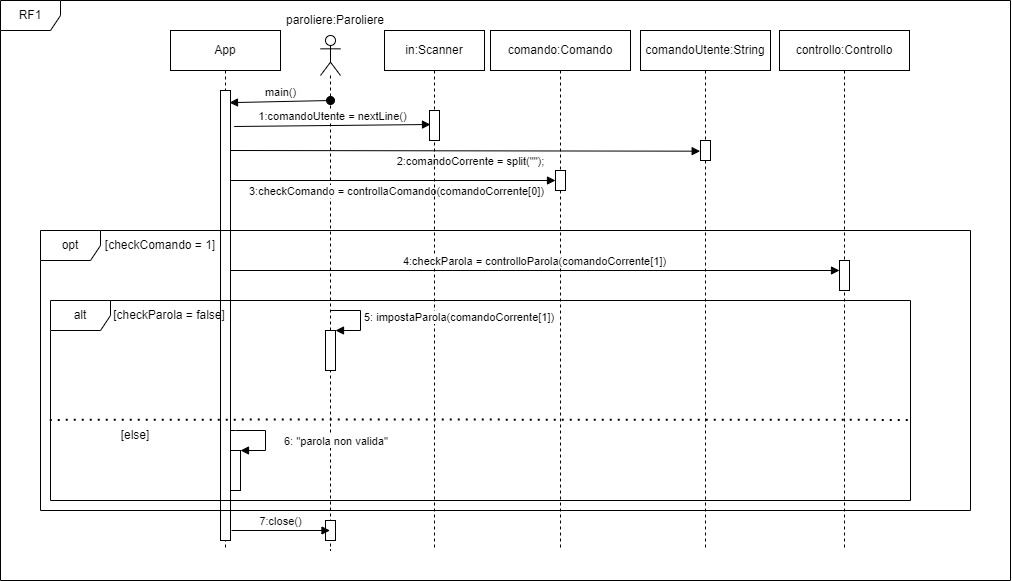 RF1
paroliere:Paroliere
App
in:Scanner
comando:Comando
comandoUtente:String
controllo:Controllo
main()
1:comandoUtente = nextLine()
2:comandoCorrente = split("");
3:checkComando = controllaComando(comandoCorrente[0])
opt
[checkComando = 1]
4:checkParola = controlloParola(comandoCorrente[1])
alt
[checkParola = false]
5: impostaParola(comandoCorrente[1])
[else]
6: "parola non valida"
7:close()